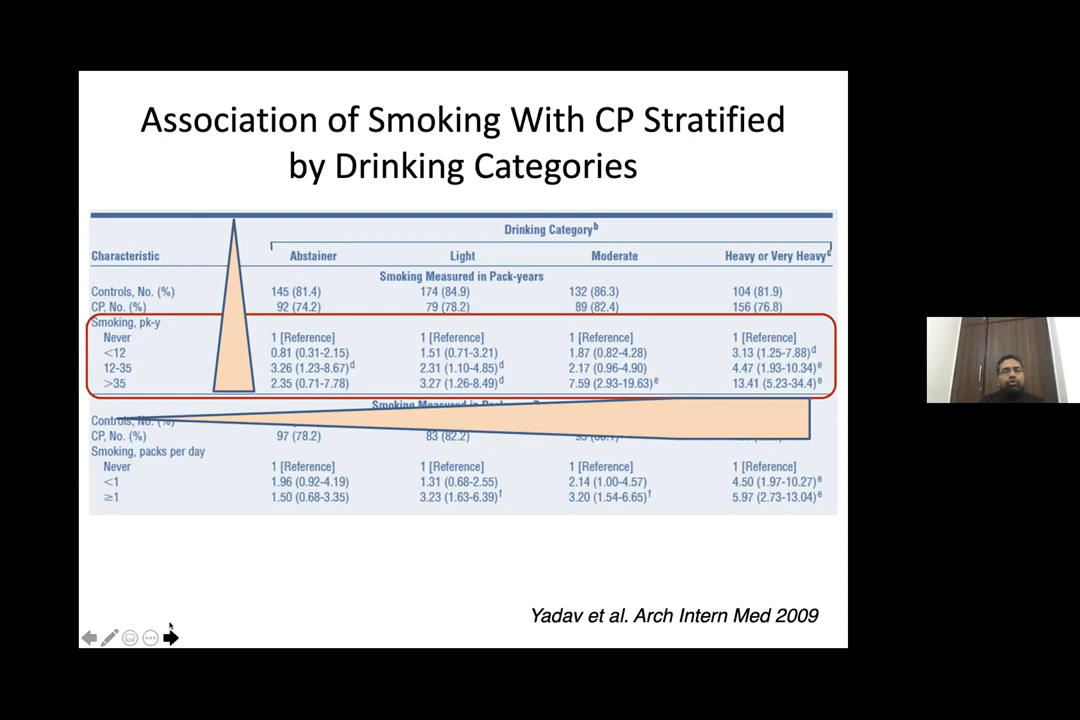 Association of Smoking With CP Stratified
by Drinking Categories
Drinking Category b
Characteristic Abstainer Light Moderate Heavy or Very Heavy c
Smoking Measured in Pack-years
Controls, No. (%) 145 (81.4) 174 (84.9) 132 (86.3) 104 (81.9)
CP, No. (%) 92 (74.2) 79 (78.2) 89 (82.4) 156 (76.8)
Smoking, pk-y
Never 1 [Reference] 1 [Reference] 1 [Reference] 1 [Reference]
<12 0.81 (0.31-2.15) 1.51 (0.71-3.21) 1.87 (0.82-4.28) 3.13 (1.25-7.88)d
12-35 3.26 (1.23-8.67)d 2.31 (1.10-4.85)d 2.17 (0.96-4.90) 4.47 (1.93-10.34)e
>35 2.35 (0.71-7.78) 3.27 (1.26-8.49)d 7.59 (2.93-19.63)e 13.41 (5.23-34.4)e
Smoking Measured in
Controls, No. (%)
CP, No. (%) 97 (78.2) 83 (82.2)
Smoking, packs per day
Never 1 [Reference] 1 [Reference] 1 [Reference] 1 [Reference]
<1 1.96 (0.92-4.19) 1.31 (0.68-2.55) 2.14 (1.00-4.57) 4.50 (1.97-10.27)e
≥1 1.50 (0.68-3.35) 3.23 (1.63-6.39)f 3.20 (1.54-6.65)f 5.97 (2.73-13.04)e
Yadav et al. Arch Intern Med 2009